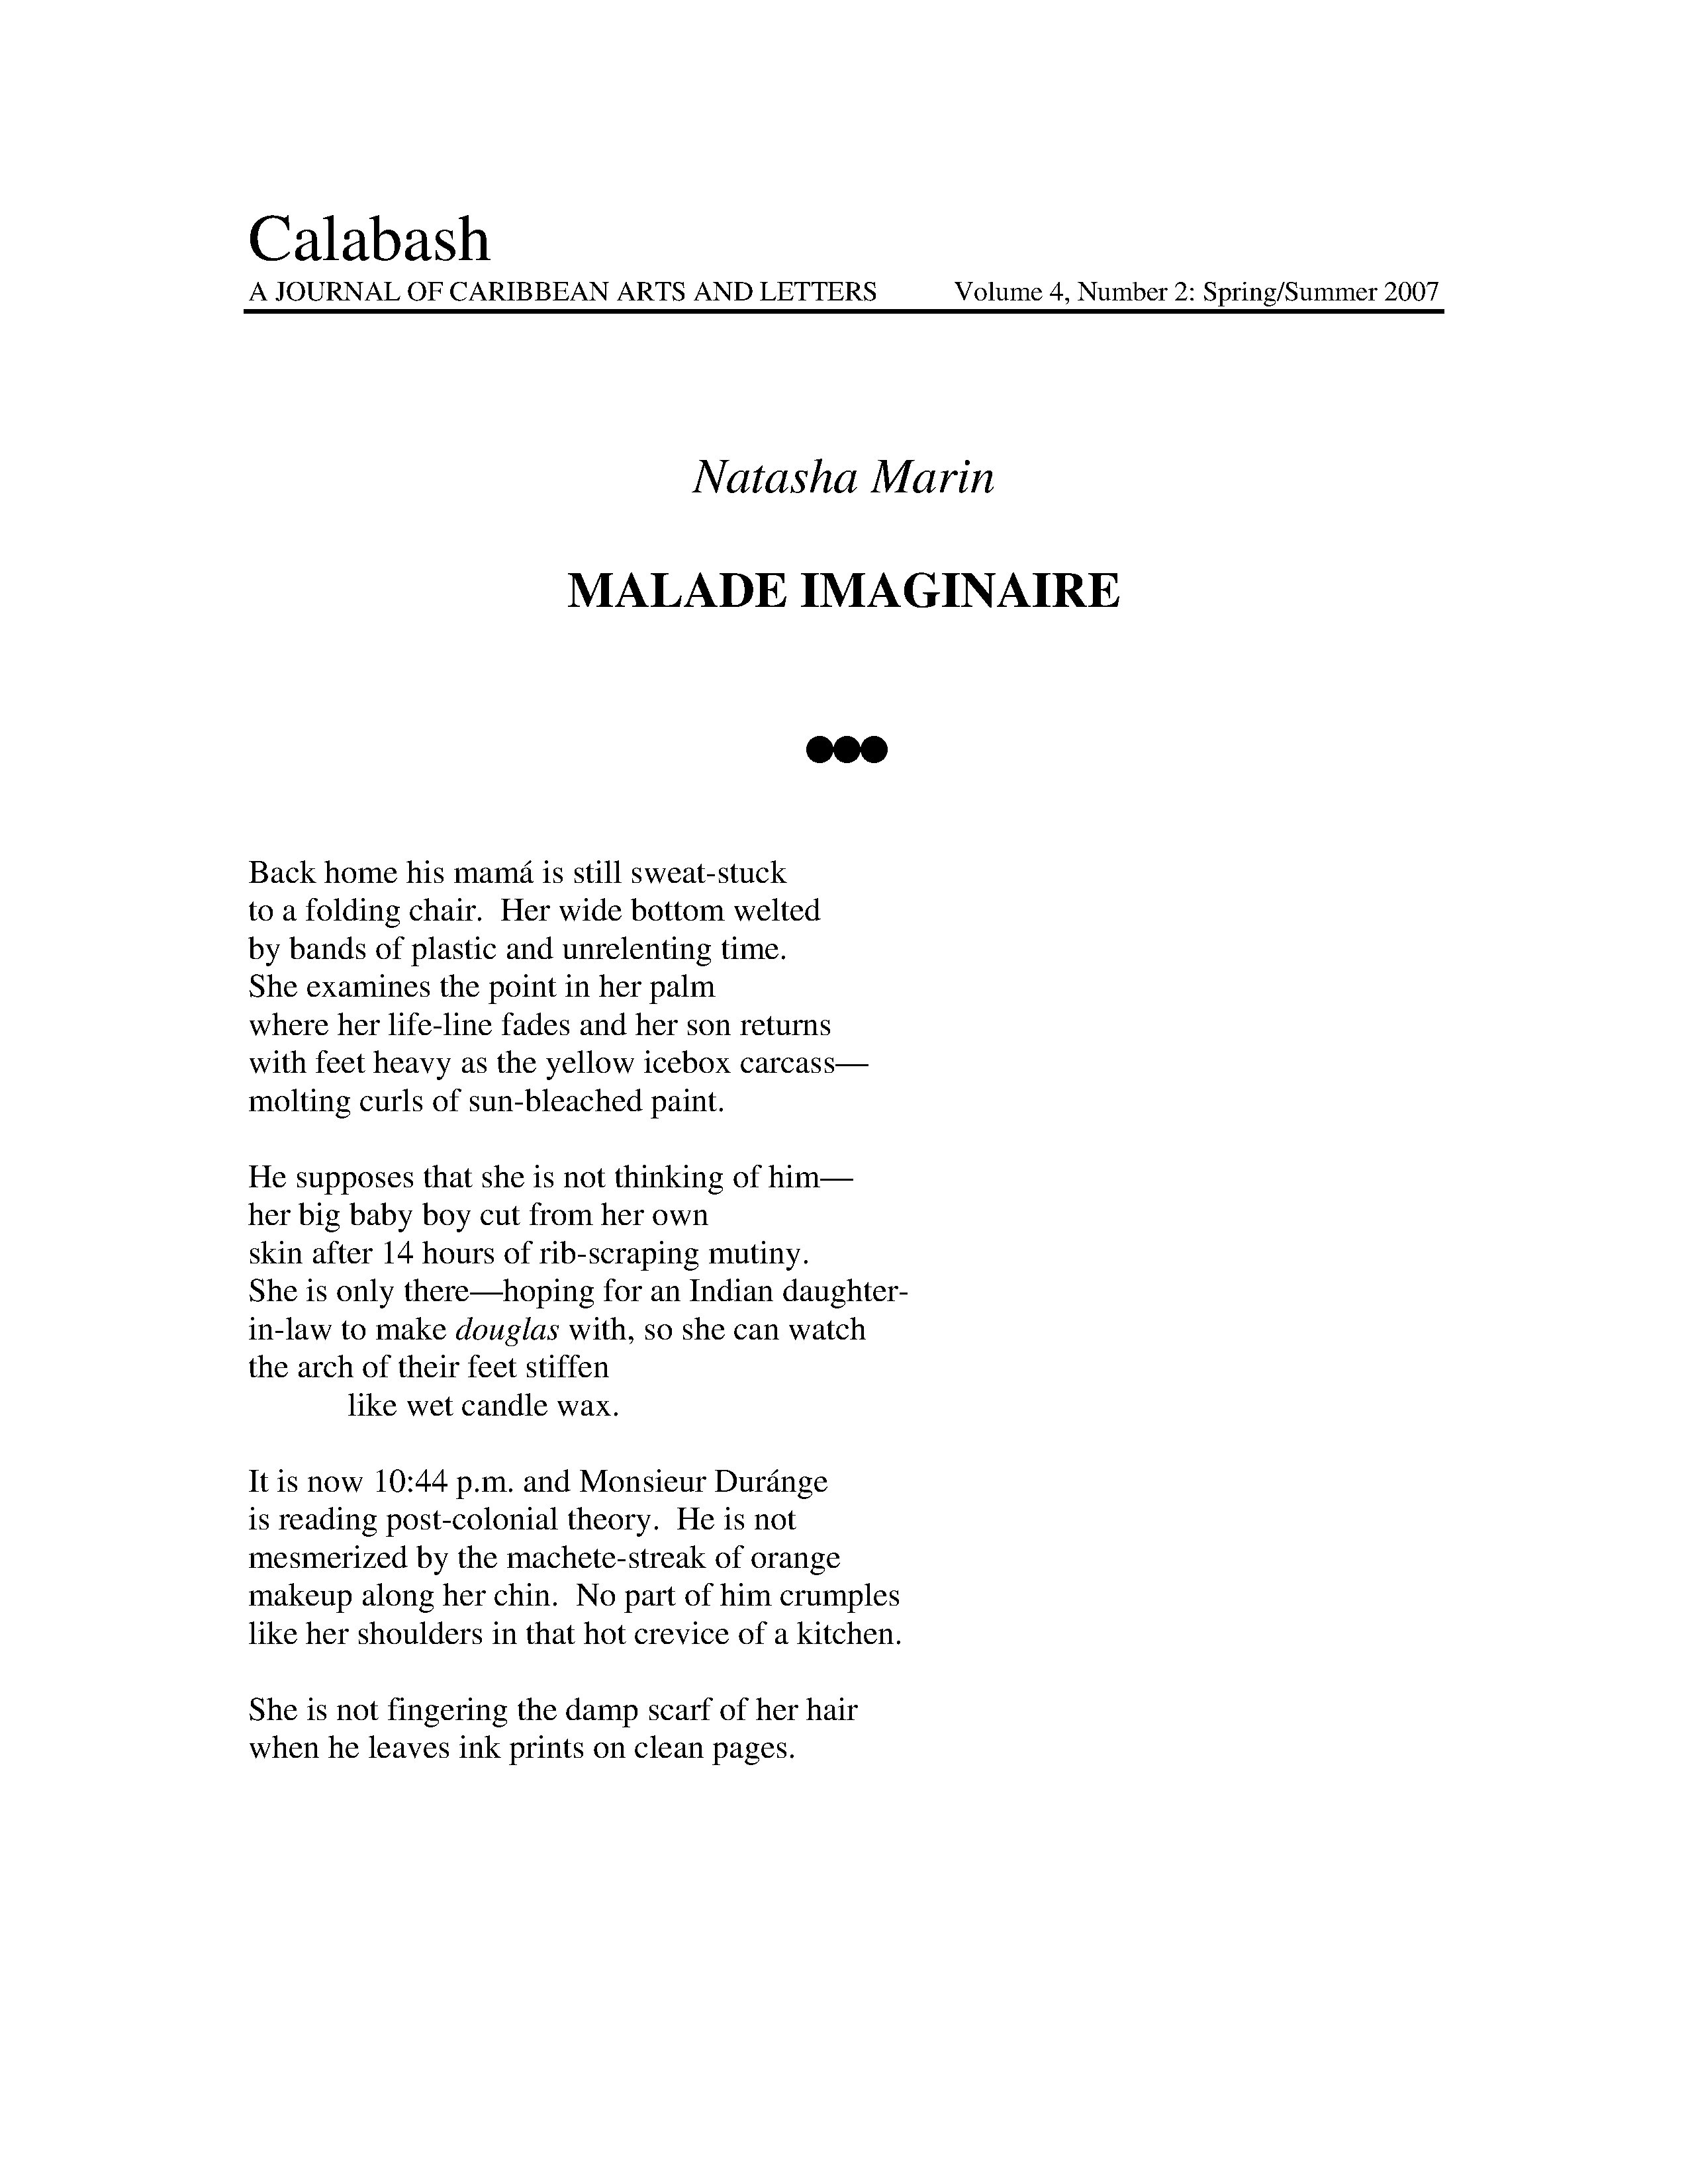 Calabash
A JOURNAL OF CARIBBEAN ARTS AND LETTERS Volume 4, Number 2: Spring/Summer 2007
Natasha Marin
MALADE IMAGINAIRE
Back home his mamá is still sweat-stuck
to a folding chair. Her wide bottom welted
by bands of plastic and unrelenting time.
She examines the point in her palm
where her life-line fades and her son returns
with feet heavy as the yellow icebox carcass—
molting curls of sun-bleached paint.
He supposes that she is not thinking of him—
her big baby boy cut from her own
skin after 14 hours of rib-scraping mutiny.
She is only there—hoping for an Indian daughter-
in-law to make douglas with, so she can watch
the arch of their feet stiffen
like wet candle wax.
It is now 10:44 p.m. and Monsieur Duránge
is reading post-colonial theory. He is not
mesmerized by the machete-streak of orange
makeup along her chin. No part of him crumples
like her shoulders in that hot crevice of a kitchen.
She is not fingering the damp scarf of her hair
when he leaves ink prints on clean pages.